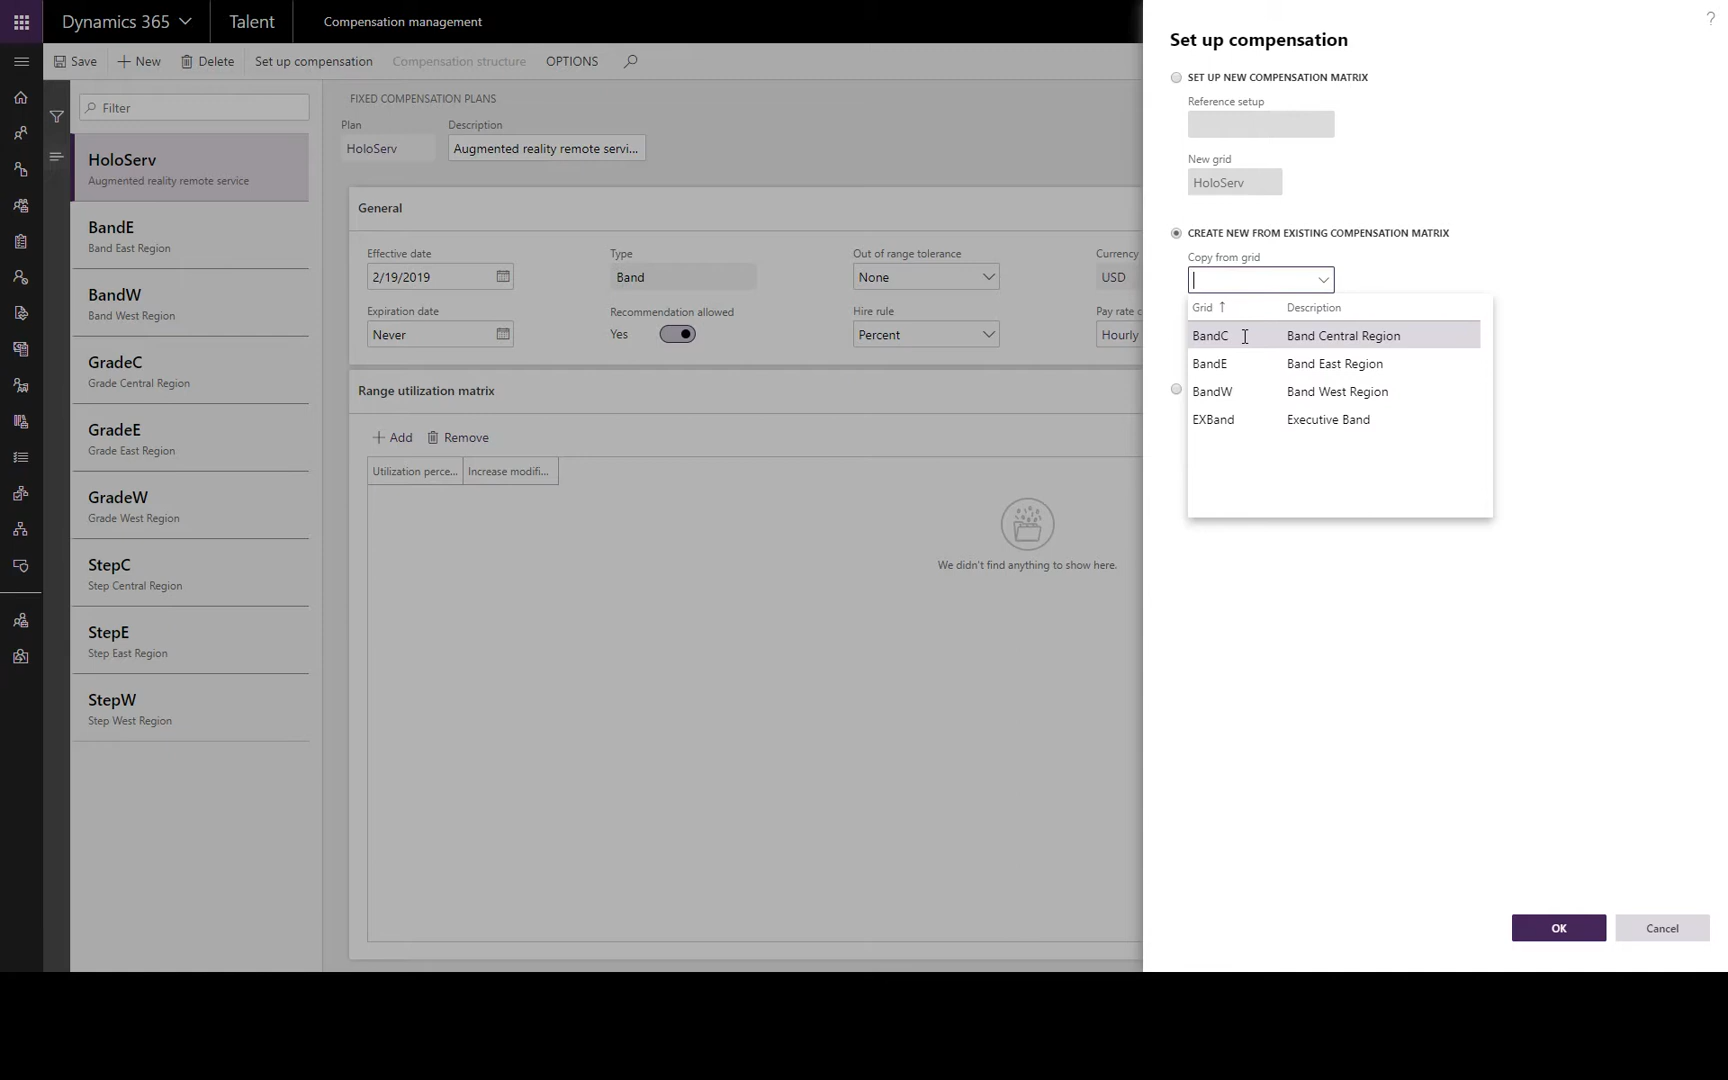 Dynamics 365
Talent
Compensation management
Save
New
Delete
Set up compensation
Compensation structure
OPTIONS
Filter
HoloServ
Augmented reality remote service
BandE
Band East Region
BandW
Band West Region
GradeC
Grade Central Region
GradeE
Grade East Region
GradeW
Grade West Region
StepC
Step Central Region
StepE
Step East Region
StepW
Step West Region
FIXED COMPENSATION PLANS
Plan
Description
HoloServ
Augmented reality remote servi...
General
Effective date
Type
Out of range tolerance
Currency
2/19/2019
Band
None
USD
Expiration date
Recommendation allowed
Hire rule
Pay rate c
Never
Yes
Percent
Hourly
Range utilization matrix
Add
Remove
Utilization perce...
Increase modifi...
We didn't find anything to show here.
?
Set up compensation
SET UP NEW COMPENSATION MATRIX
Reference setup
New grid
HoloServ
CREATE NEW FROM EXISTING COMPENSATION MATRIX
Copy from grid
Grid ↑
Description
BandC
Band Central Region
BandE
Band East Region
BandW
Band West Region
EXBand
Executive Band
OK
Cancel